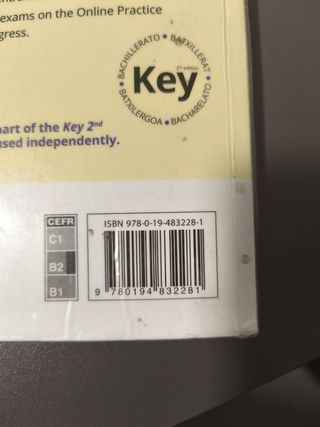 exams on the Online Practice
gress.
BACHILLERATO • BATXILLERAT • BACHARELATO • BATXILERGOA •
2nd edition
Key
part of the Key 2nd
used independently.
CEFR
C1
B2
B1
ISBN 978-0-19-483228-1
9 780194 832281